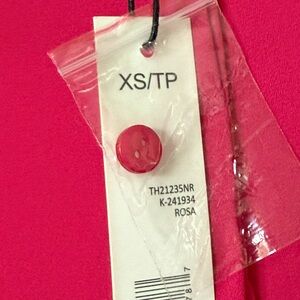 XS/TP
TH21235NR
K-241934
ROSA